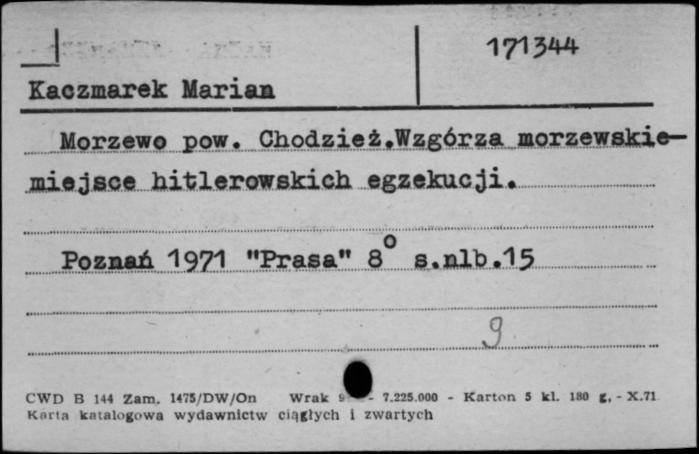 171344
Kaczmarek Marian
Morzewo pow. Chodzież.Wzgórza morzewskie-
miejsce hitlerowskich egzekucji.
Poznań 1971 "Prasa" 8° s.nlb.15
9
CWD B 144 Zam. 1475/DW/On Wrak - 7.225.000 - Karton 5 kl. 180 g. - X.71
Karta katalogowa wydawnictw ciągłych i zwartych